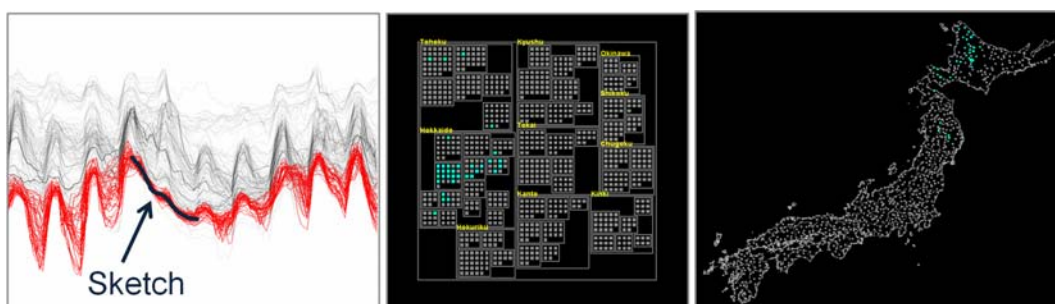 Sketch
Tohoku
Kyushu
Okinawa
Shikoku
Hokkaido
Tokai
Chugoku
Kanto
Kinki
Hokuriku